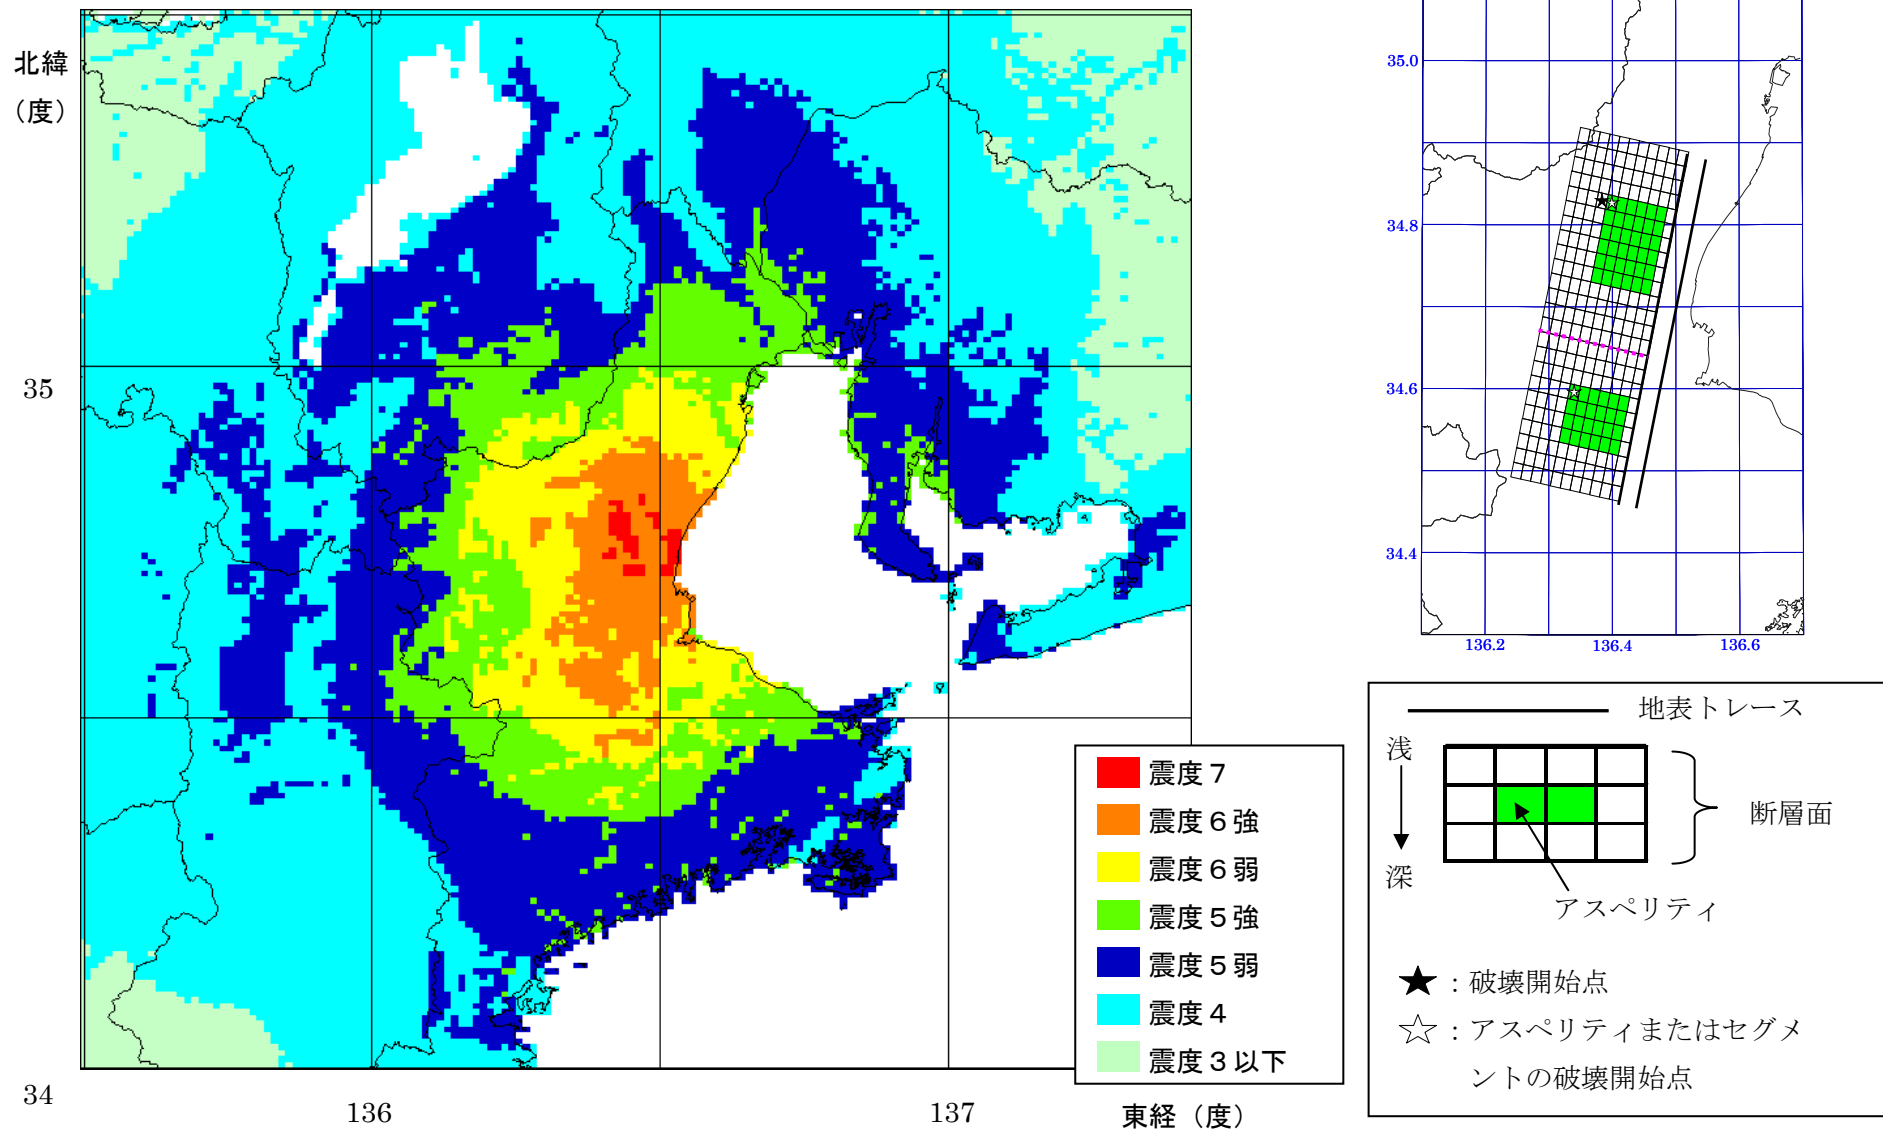 北緯
（度）
35
34
136
137
東経（度）
震度７
震度６強
震度６弱
震度５強
震度５弱
震度４
震度３以下
35.0
34.8
34.6
34.4
136.2
136.4
136.6
地表トレース
浅
深
断層面
アスペリティ
★：破壊開始点
☆：アスペリティまたはセグメ
ントの破壊開始点